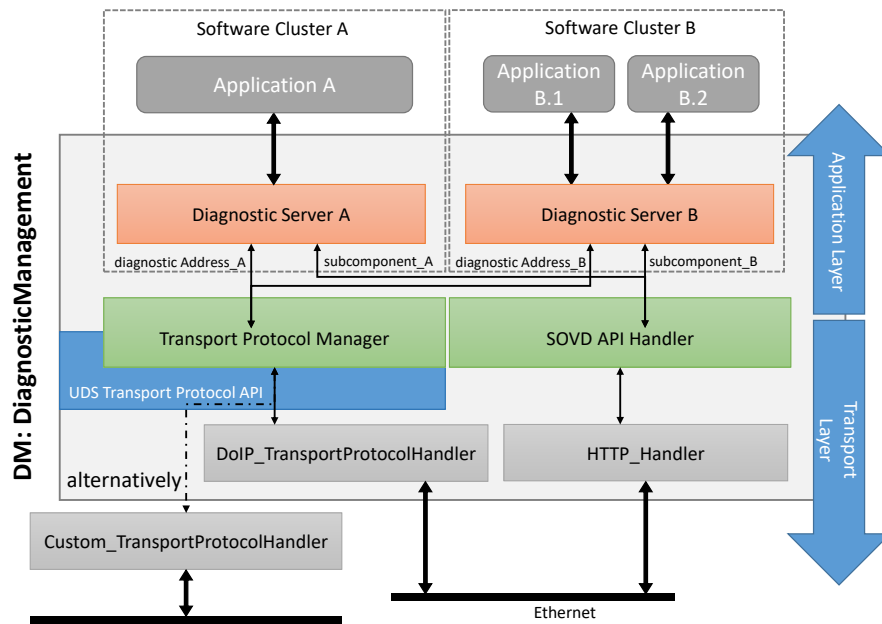 Software Cluster A
Software Cluster B
Application A
Application
B.1
Application
B.2
DM: DiagnosticManagement
Application Layer
Diagnostic Server A
Diagnostic Server B
diagnostic Address_A
subcomponent_A
diagnostic Address_B
subcomponent_B
Transport Protocol Manager
SOVD API Handler
UDS Transport Protocol API
Transport
Layer
DoIP_TransportProtocolHandler
HTTP_Handler
alternatively
Custom_TransportProtocolHandler
Ethernet